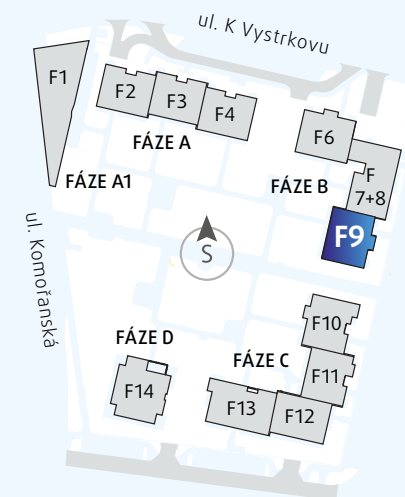 ul. K Vystrkovu
F1
F2
F3
F4
FÁZE A
F6
FÁZE A1
FÁZE B
F
7+8
F9
ul. Komořanská
S
F10
FÁZE D
FÁZE C
F11
F14
F13
F12